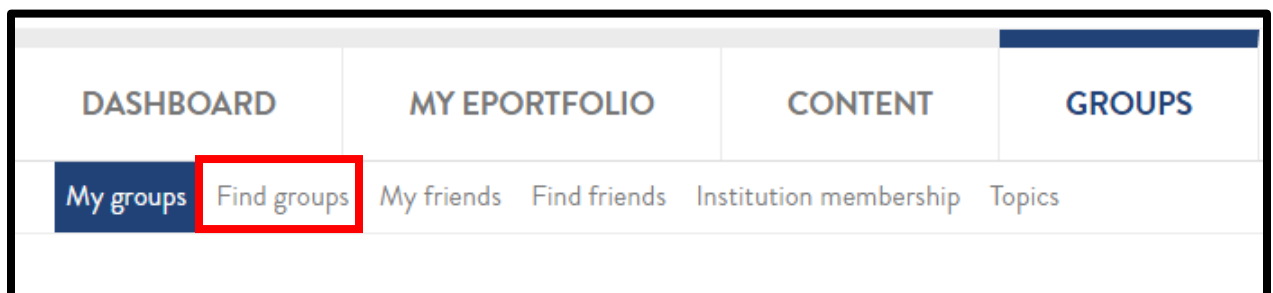 DASHBOARD MY EPORTFOLIO CONTENT GROUPS
My groups Find groups My friends Find friends Institution membership Topics